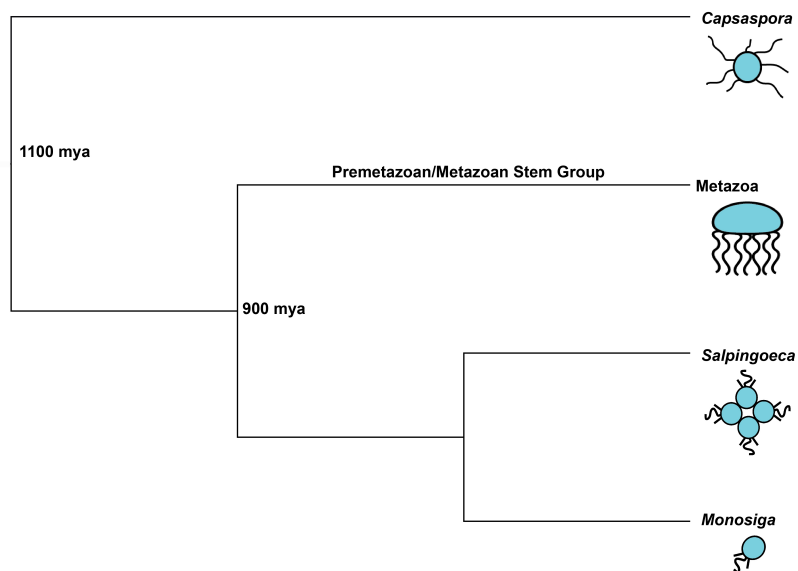 Capsaspora
1100 mya
Premetazoan/Metazoan Stem Group
Metazoa
900 mya
Salpingoeca
Monosiga